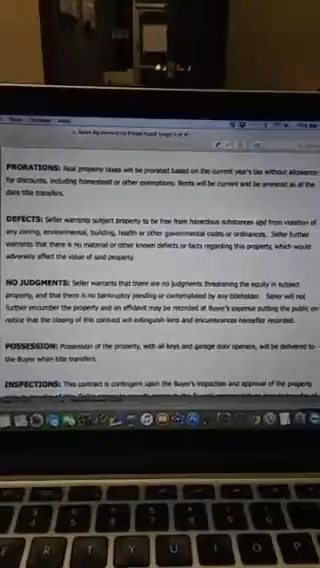 PRORATIONS: Real property taxes will be prorated based on the current year's tax without allowance
for discounts, including homestead or other exemptions. Rents will be current and be prorated as of the
date title transfers.
DEFECTS: Seller warrants subject property to be free from hazardous substances and from violation of
any zoning, environmental, building, health or other governmental codes or ordinances. Seller further
warrants that there is no material or other known defects or facts regarding this property, which would
adversely affect the value of said property.
NO JUDGMENTS: Seller warrants that there are no judgments threatening the equity in subject
property, and that there is no bankruptcy pending or contemplated by any titleholder. Seller will not
further encumber the property and an affidavit may be recorded at Buyer's expense putting the public on
notice that the closing of this contract will extinguish liens and encumbrances hereafter recorded.
POSSESSION: Possession of the property, with all keys and garage door openers, will be delivered to
the Buyer when title transfers.
INSPECTIONS: This contract is contingent upon the Buyer's inspection and approval of the property
4 5 6 7 8 9 0
E R T Y U I O P